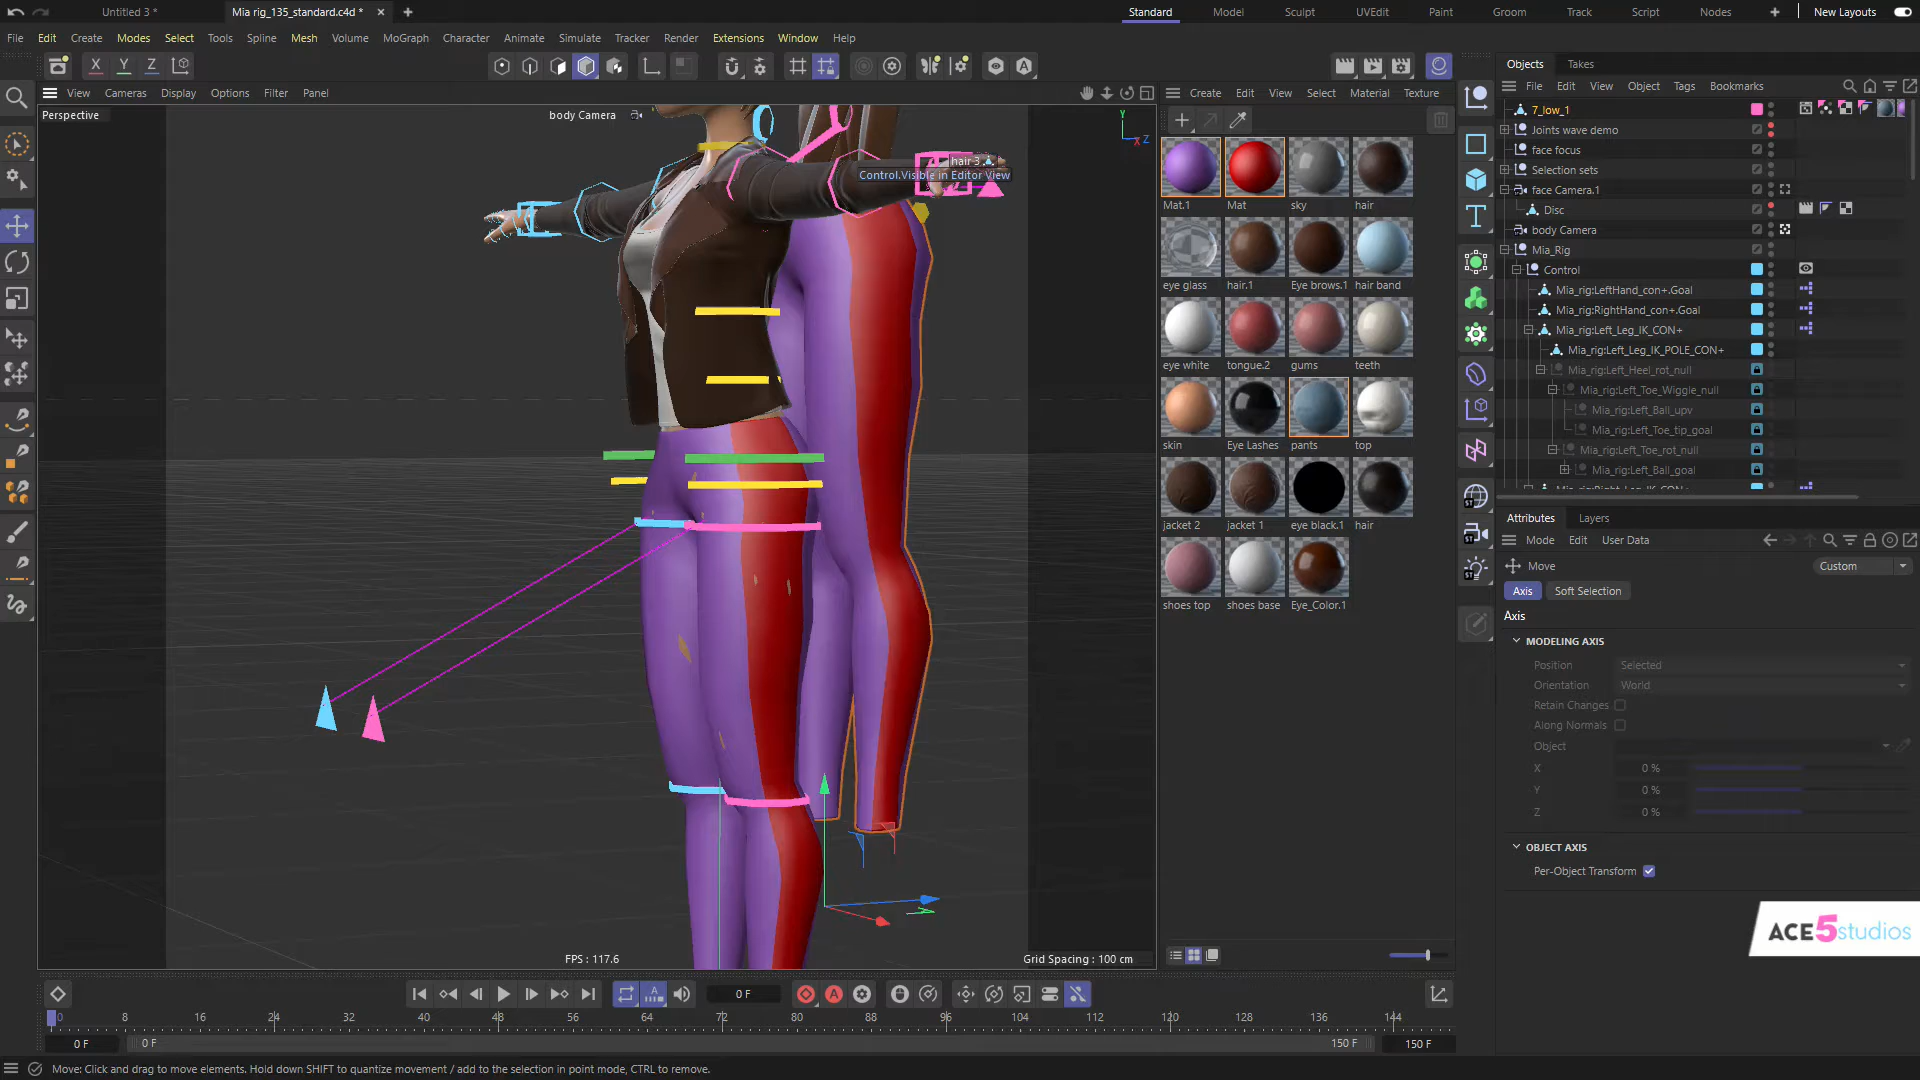 Untitled 3 *
Mia rig_135_standard.c4d *
Standard
Model
Sculpt
UVEdit
Paint
Groom
Track
Script
Nodes
New Layouts
File Edit Create Modes Select Tools Spline Mesh Volume MoGraph Character Animate Simulate Tracker Render Extensions Window Help
X Y Z
View Cameras Display Options Filter Panel
Perspective
body Camera
Y
Z
X
hair 3
Control.Visible in Editor View
FPS : 117.6
Grid Spacing : 100 cm
Create Edit View Select Material Texture
Mat.1 Mat sky hair
eye glass hair.1 Eye brows.1 hair band
eye white tongue.2 gums teeth
skin Eye Lashes pants top
jacket 2 jacket 1 eye black.1 hair
shoes top shoes base Eye_Color.1
ST
ST
ST
Objects Takes
File Edit View Object Tags Bookmarks
7_low_1
Joints wave demo
face focus
Selection sets
face Camera.1
Disc
body Camera
Mia_Rig
Control
Mia_rig:LeftHand_con+.Goal
Mia_rig:RightHand_con+.Goal
Mia_rig:Left_Leg_IK_CON+
Mia_rig:Left_Leg_IK_POLE_CON+
Mia_rig:Left_Heel_rot_null
Mia_rig:Left_Toe_Wiggle_null
Mia_rig:Left_Ball_upv
Mia_rig:Left_Toe_tip_goal
Mia_rig:Left_Toe_rot_null
Mia_rig:Left_Ball_goal
Attributes Layers
Mode Edit User Data
Move
Custom
Axis
Soft Selection
Axis
MODELING AXIS
Position Selected
Orientation World
Retain Changes
Along Normals
Object
X 0 %
Y 0 %
Z 0 %
OBJECT AXIS
Per-Object Transform
ACE5studios
A
0 F
A
0 8 16 24 32 40 48 56 64 72 80 88 96 104 112 120 128 136 144
0 F
0 F
150 F
150 F
Move: Click and drag to move elements. Hold down SHIFT to quantize movement / add to the selection in point mode, CTRL to remove.